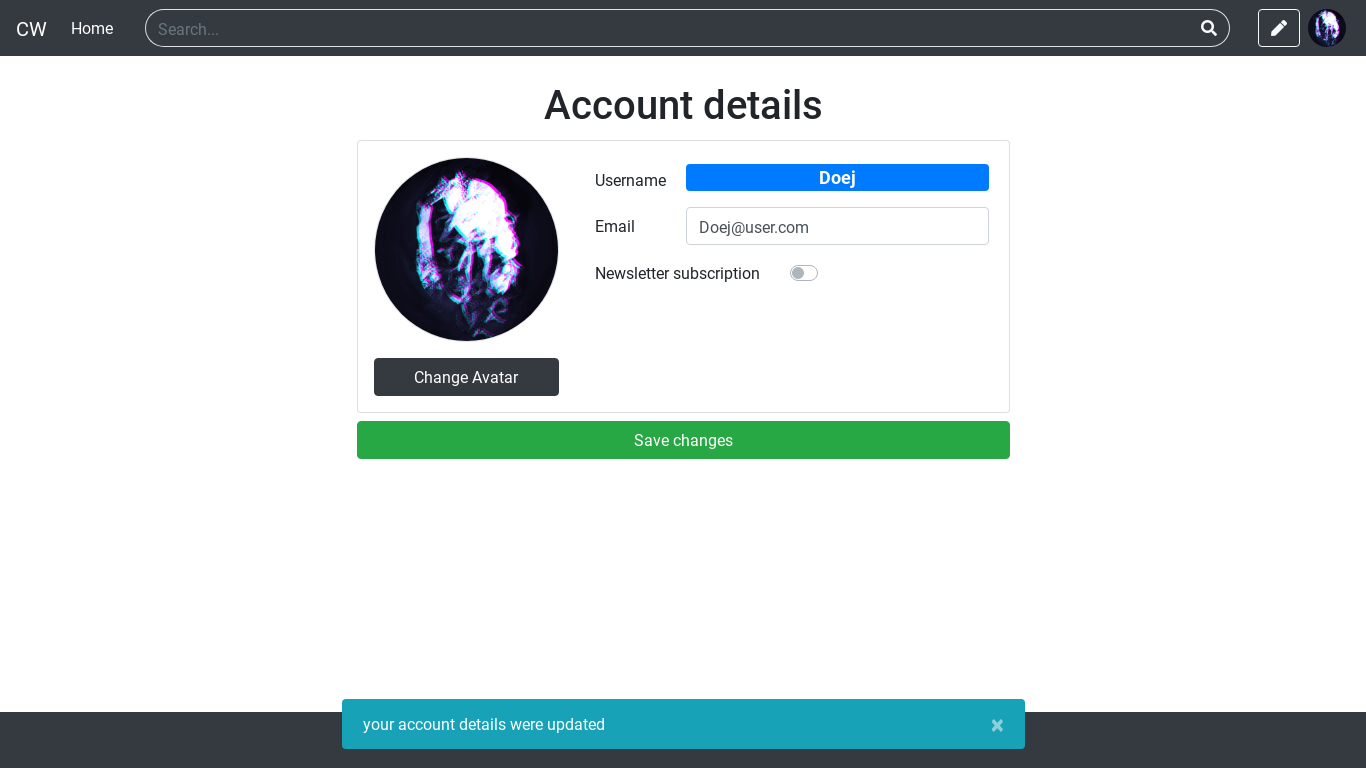 CW Home Search...
Account details
Username Doej
Email Doej@user.com
Newsletter subscription
Change Avatar
Save changes
your account details were updated ×